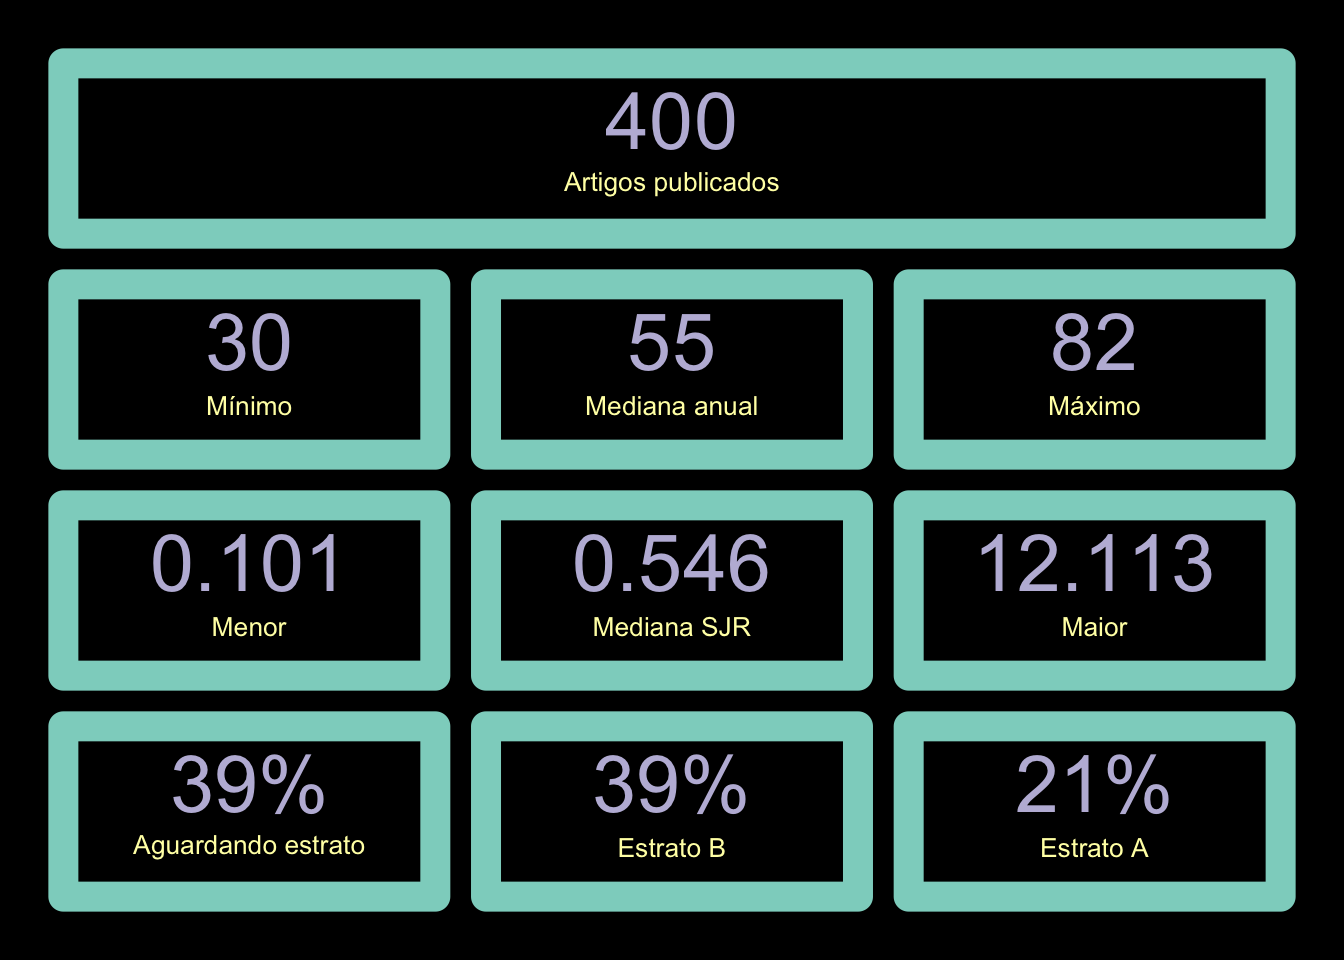 400
Artigos publicados
30
Mínimo
55
Mediana anual
82
Máximo
0.101
Menor
0.546
Mediana SJR
12.113
Maior
39%
Aguardando estrato
39%
Estrato B
21%
Estrato A